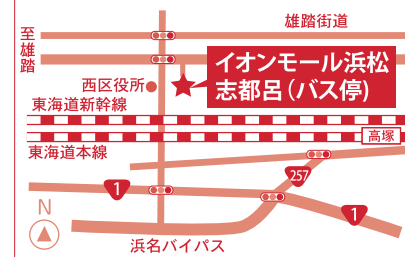 雄踏街道
至雄踏
イオンモール浜松
志都呂（バス停）
西区役所
東海道新幹線
高塚
東海道本線
257
1
1
N
浜名バイパス